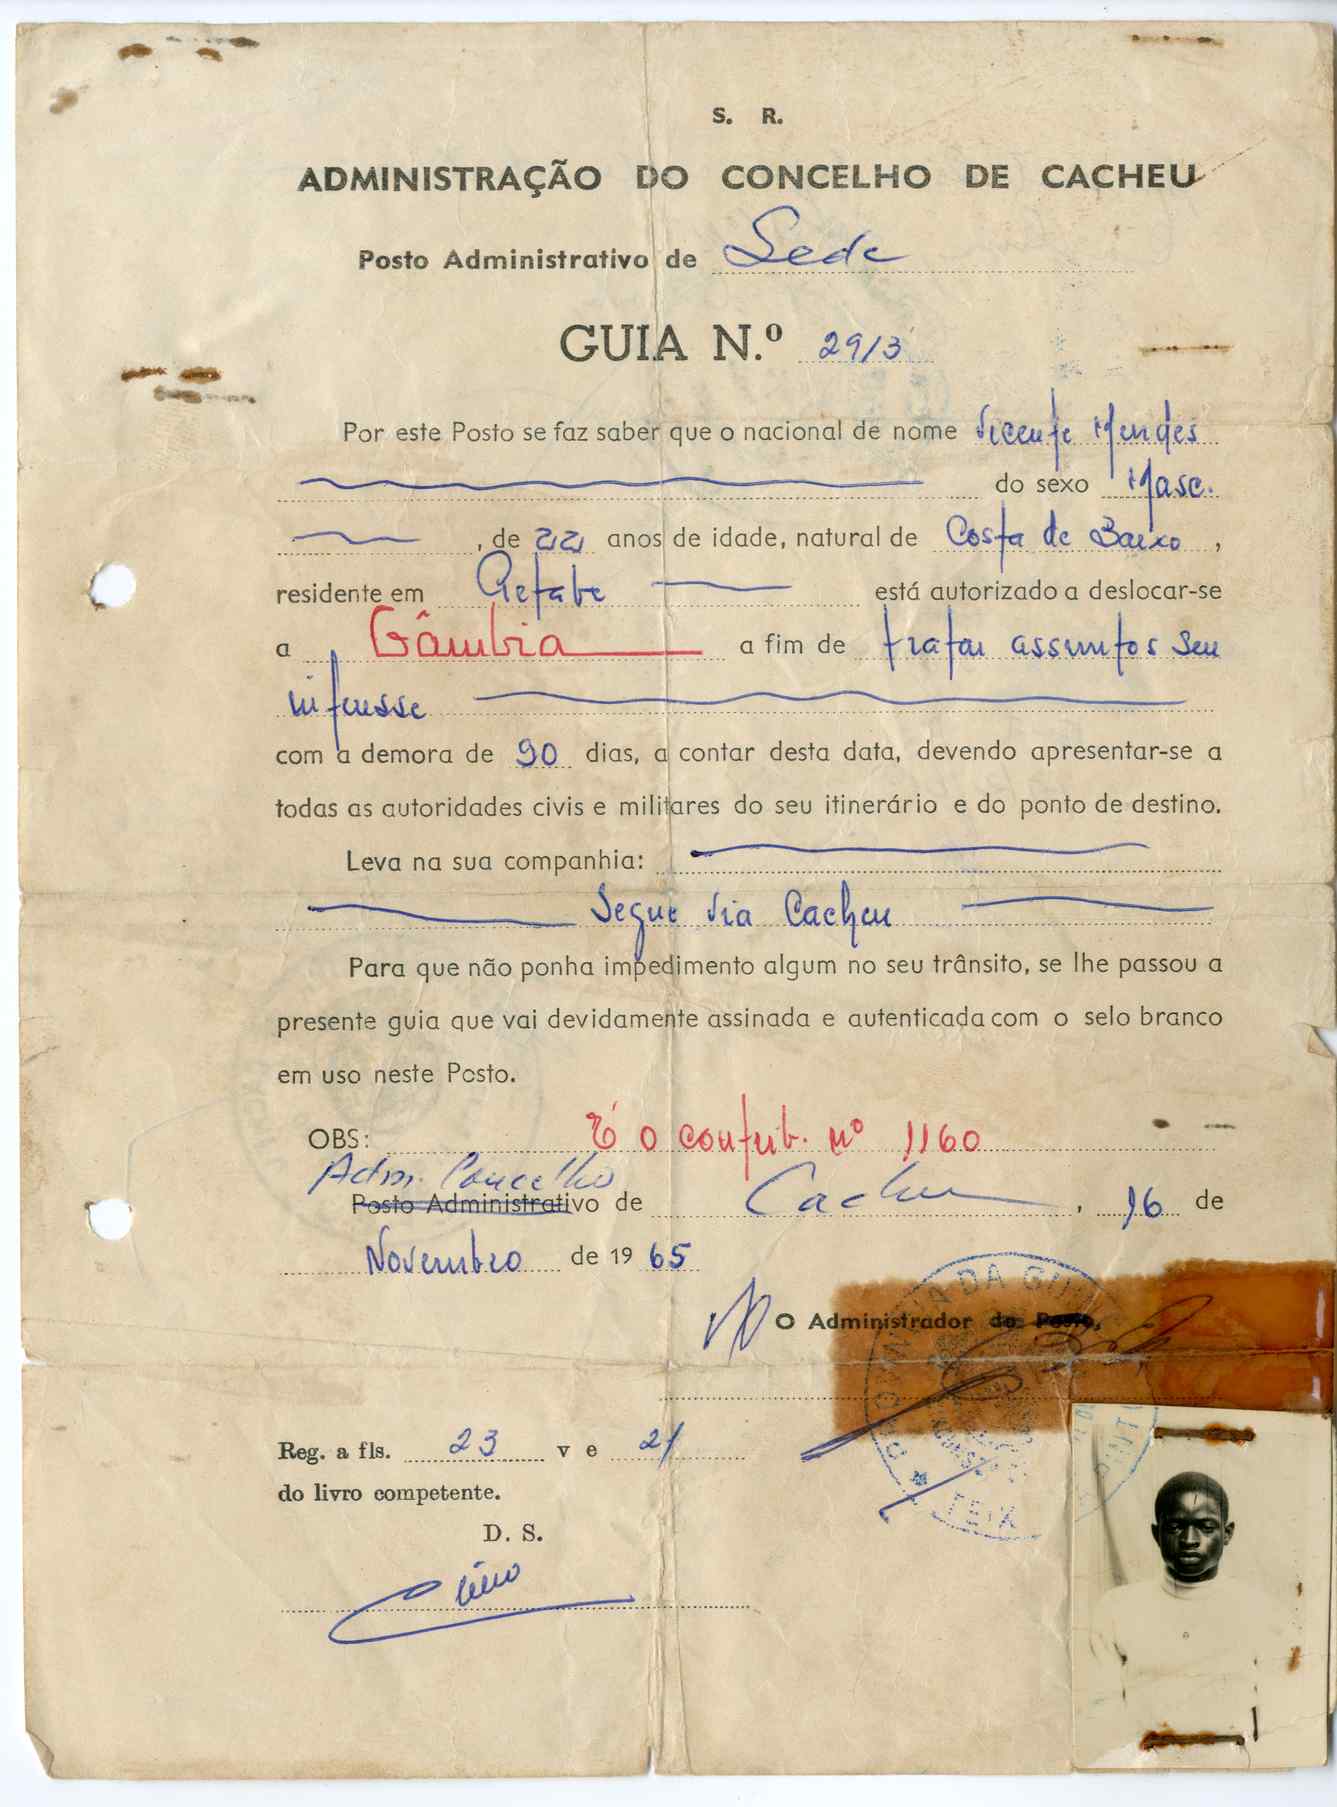 S. R.
ADMINISTRAÇÃO DO CONCELHO DE CACHEU
Posto Administrativo de Sede
GUIA N.º 29/3
Por este Posto se faz saber que o nacional de nome Vicente Mendes
do sexo Masc.
, de 22 anos de idade, natural de Costa de Baixo ,
residente em está autorizado a deslocar-se
a Gâmbia a fim de tratar assuntos seu
interesse
com a demora de 90 dias, a contar desta data, devendo apresentar-se a
todas as autoridades civis e militares do seu itinerário e do ponto de destino.
Leva na sua companhia:
Segue via Cacheu
Para que não ponha impedimento algum no seu trânsito, se lhe passou a
presente guia que vai devidamente assinada e autenticada com o selo branco
em uso neste Posto.
OBS: É o contrib. nº 1160
Adm. Concelho
Posto Administrativo de Cacheu, 16 de
Novembro de 1965
O Administrador do Posto,
PROVINCIA DA GUINÉ
Reg. a fls. 23 v e 24
do livro competente.
D. S.